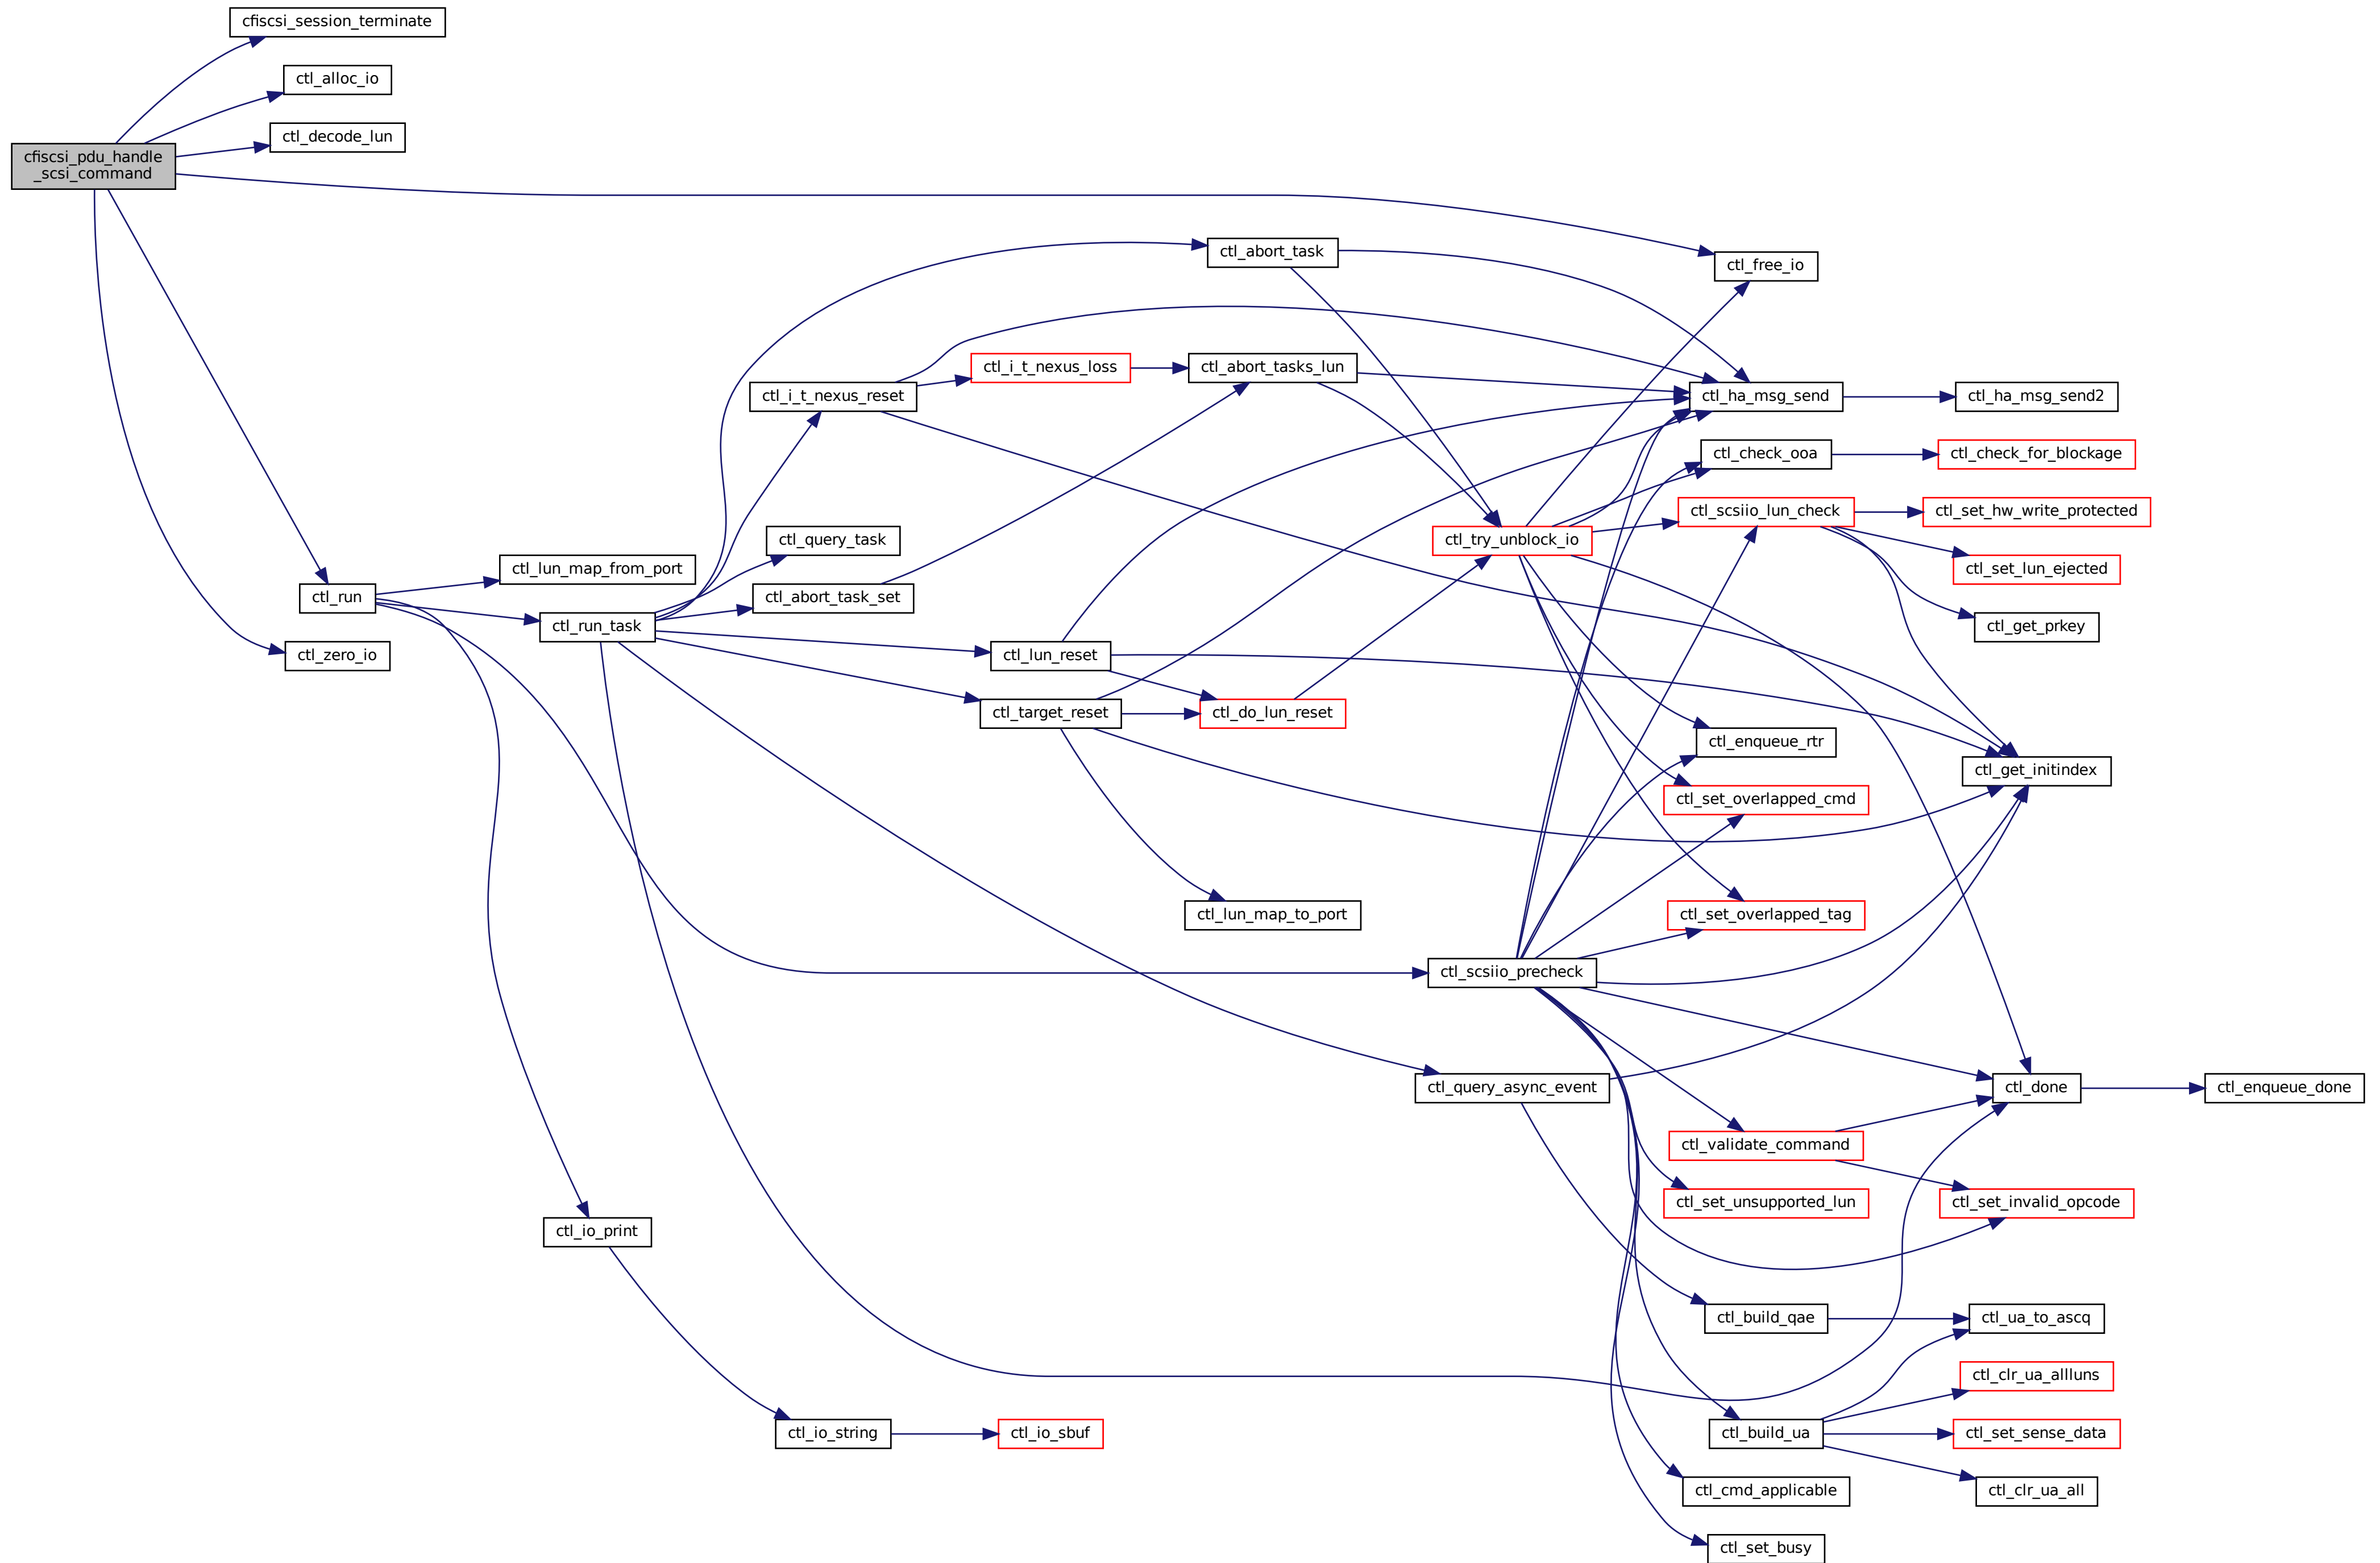 cfiscsi_session_terminate
ctl_alloc_io
ctl_decode_lun
cfiscsi_pdu_handle
_scsi_command
ctl_abort_task
ctl_free_io
ctl_i_t_nexus_loss
ctl_abort_tasks_lun
ctl_i_t_nexus_reset
ctl_ha_msg_send
ctl_ha_msg_send2
ctl_check_ooa
ctl_check_for_blockage
ctl_scsiio_lun_check
ctl_set_hw_write_protected
ctl_query_task
ctl_try_unblock_io
ctl_lun_map_from_port
ctl_set_lun_ejected
ctl_run
ctl_abort_task_set
ctl_run_task
ctl_get_prkey
ctl_zero_io
ctl_lun_reset
ctl_target_reset
ctl_do_lun_reset
ctl_enqueue_rtr
ctl_get_initindex
ctl_set_overlapped_cmd
ctl_lun_map_to_port
ctl_set_overlapped_tag
ctl_scsiio_precheck
ctl_query_async_event
ctl_done
ctl_enqueue_done
ctl_validate_command
ctl_set_unsupported_lun
ctl_set_invalid_opcode
ctl_io_print
ctl_build_qae
ctl_ua_to_ascq
ctl_clr_ua_allluns
ctl_io_string
ctl_io_sbuf
ctl_build_ua
ctl_set_sense_data
ctl_cmd_applicable
ctl_clr_ua_all
ctl_set_busy